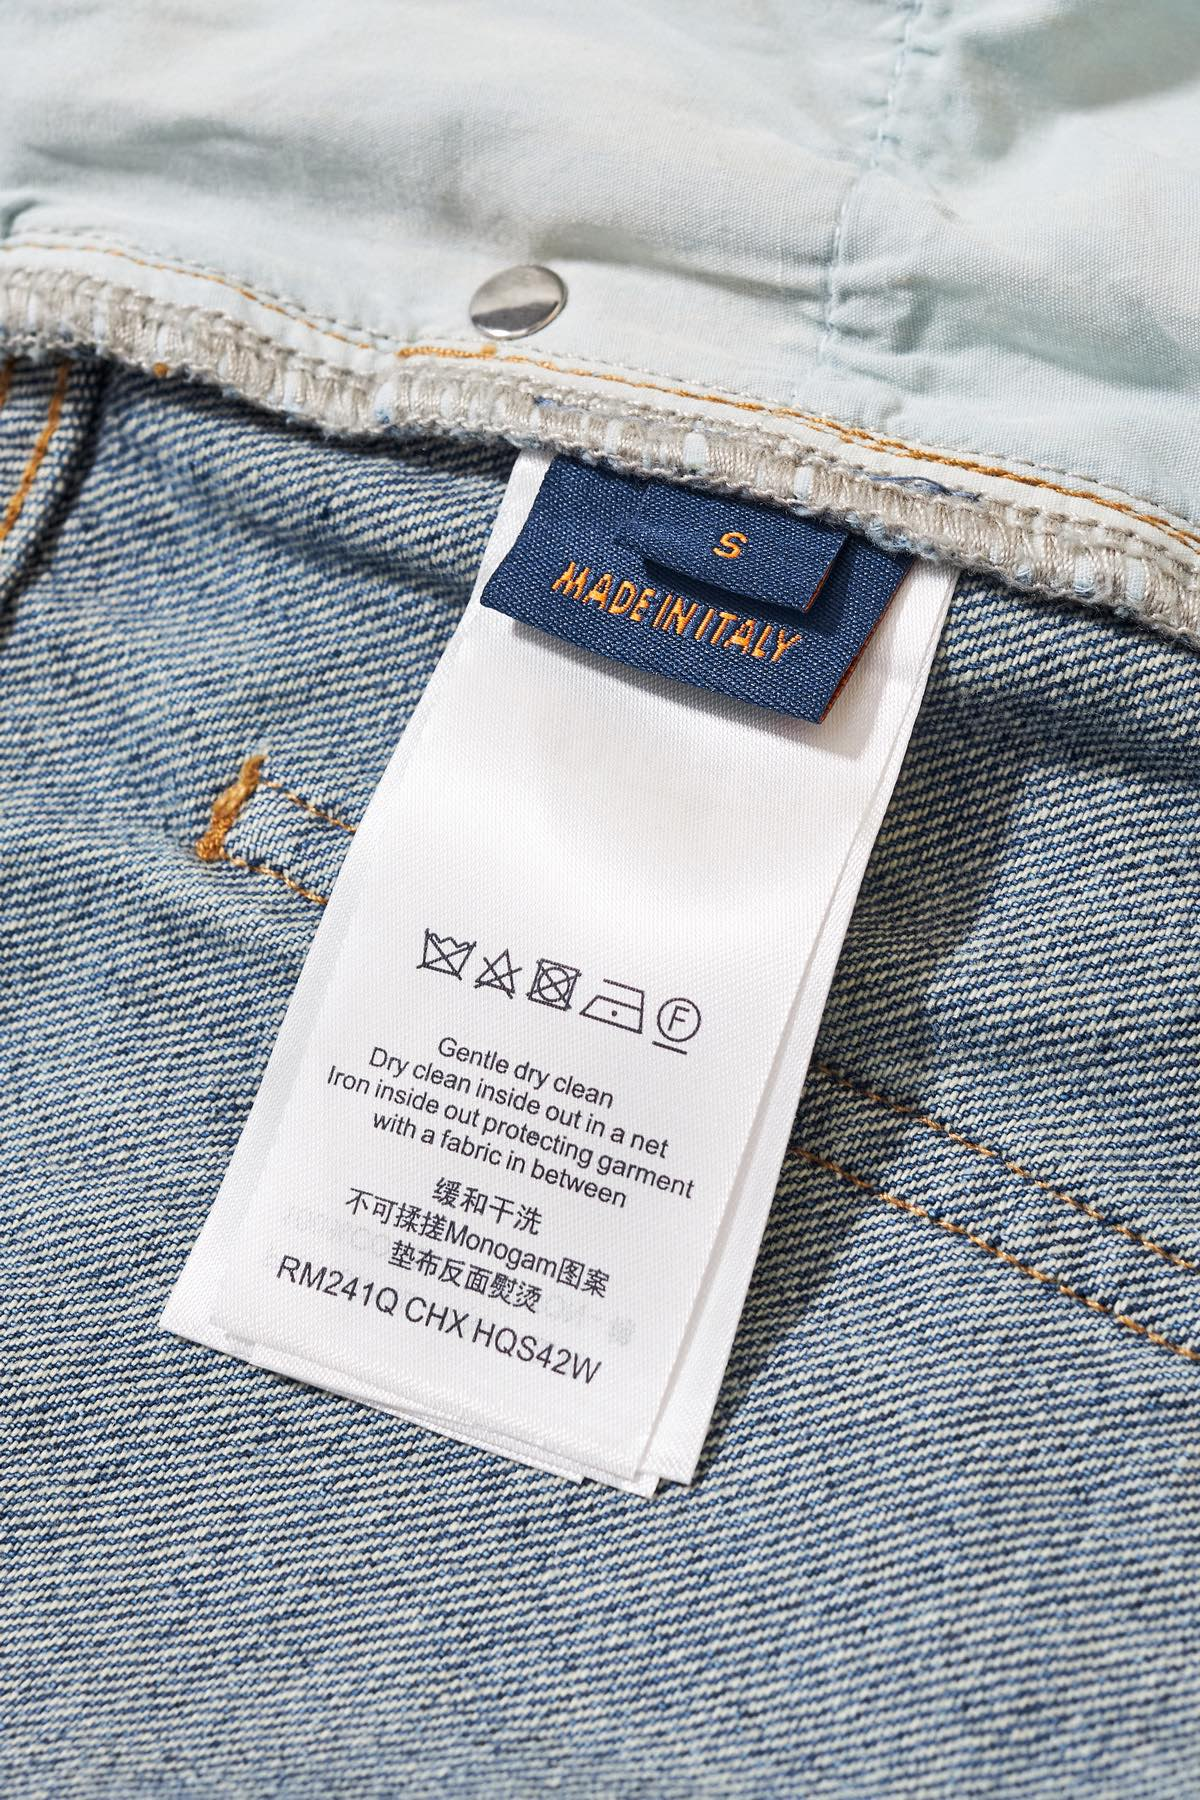 S
MADE IN ITALY
F
Gentle dry clean
Dry clean inside out in a net
Iron inside out protecting garment
with a fabric in between
缓和干洗
不可揉搓Monogam图案
垫布反面熨烫
RM241Q CHX HQS42W